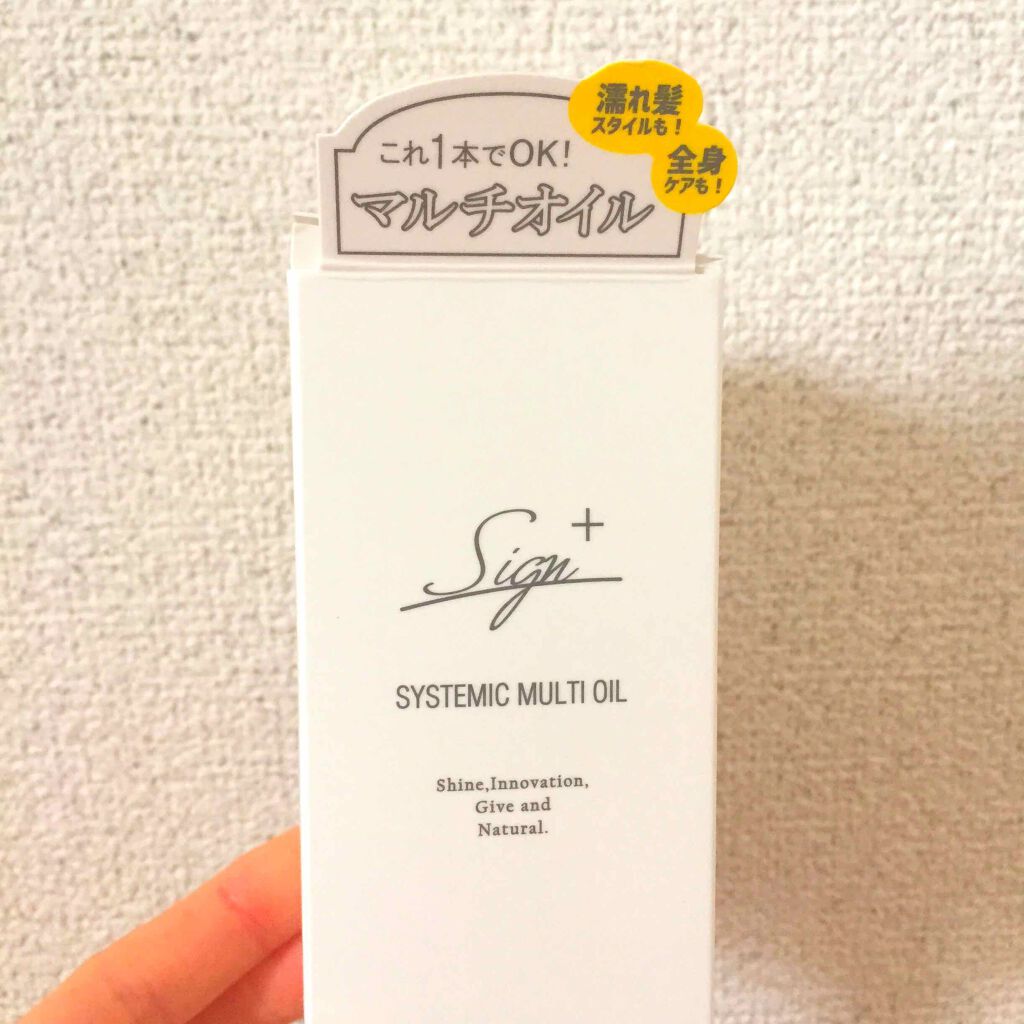 濡れ髪
スタイルも!
全身
ケアも!
これ1本でOK!
マルチオイル
Sign+
SYSTEMIC MULTI OIL
Shine,Innovation,
Give and
Natural.